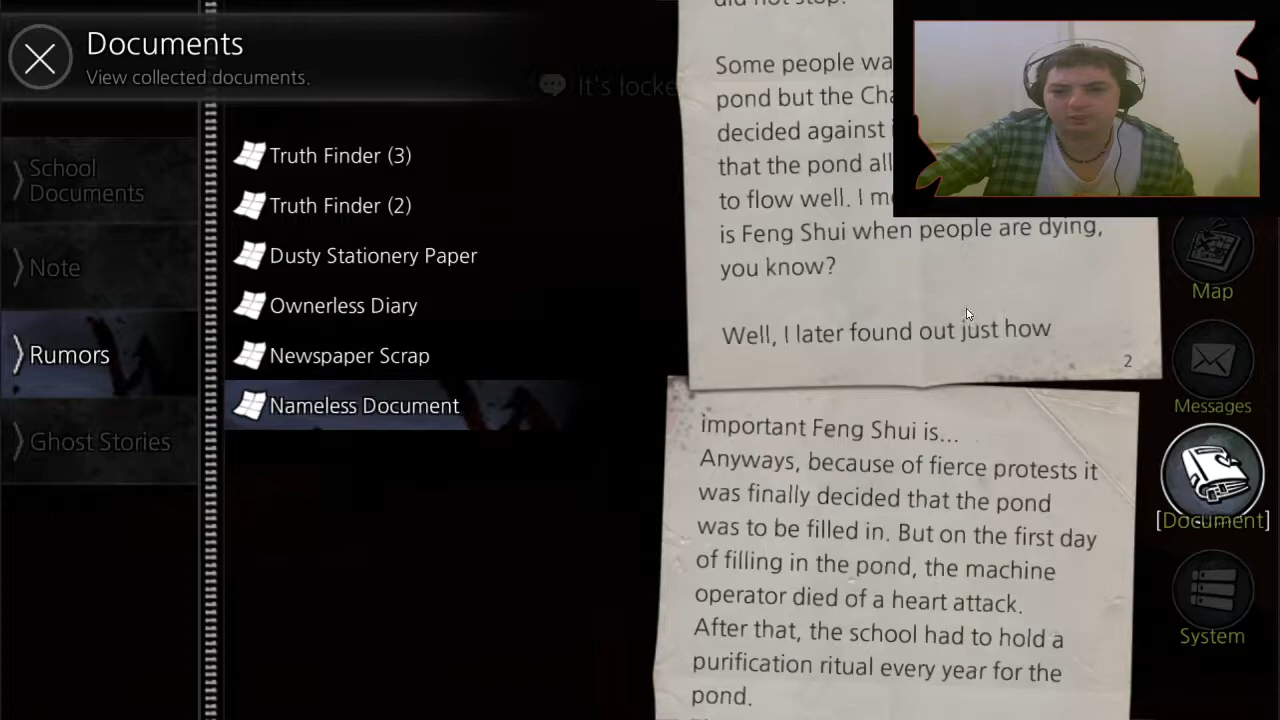 Documents
View collected documents.
School
Documents
Note
Rumors
Ghost Stories
Truth Finder (3)
Truth Finder (2)
Dusty Stationery Paper
Ownerless Diary
Newspaper Scrap
Nameless Document
It's locke
did not stop.
Some people wa
pond but the Cha
decided against
that the pond all
to flow well. I m
is Feng Shui when people are dying,
you know?
Well, I later found out just how
2
important Feng Shui is...
Anyways, because of fierce protests it
was finally decided that the pond
was to be filled in. But on the first day
of filling in the pond, the machine
operator died of a heart attack.
After that, the school had to hold a
purification ritual every year for the
pond.
Map
Messages
[Document]
System